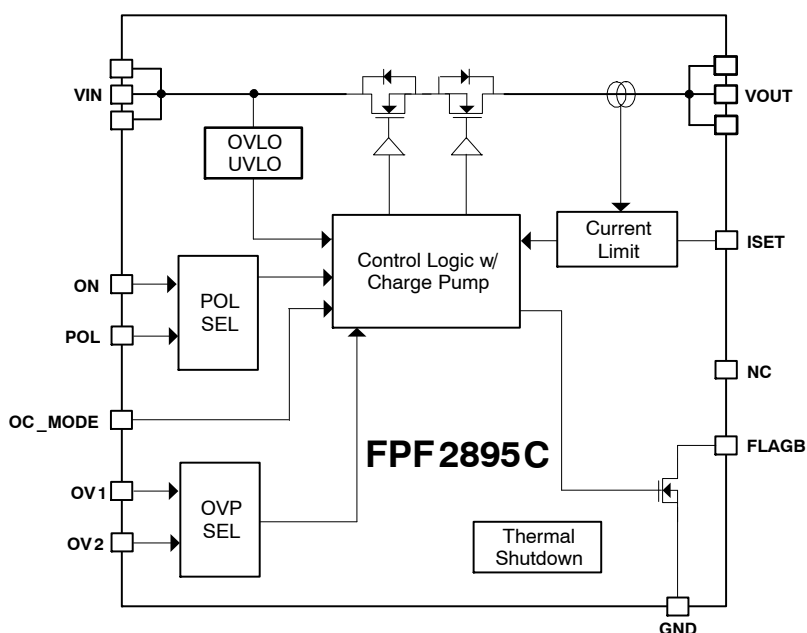 VIN
VOUT
OVLO
UVLO
Current
Limit
ISET
Control Logic w/
Charge Pump
ON
POL
SEL
POL
NC
OC_MODE
FPF2895C
FLAGB
OV1
OVP
SEL
OV2
Thermal
Shutdown
GND